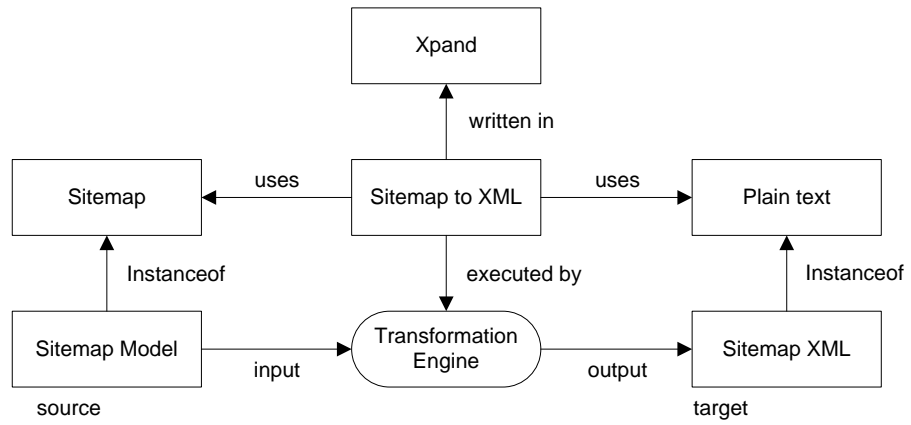 Xpand
written in
Sitemap
uses
Sitemap to XML
uses
Plain text
Instanceof
executed by
Instanceof
Sitemap Model
input
Transformation
Engine
output
Sitemap XML
source
target